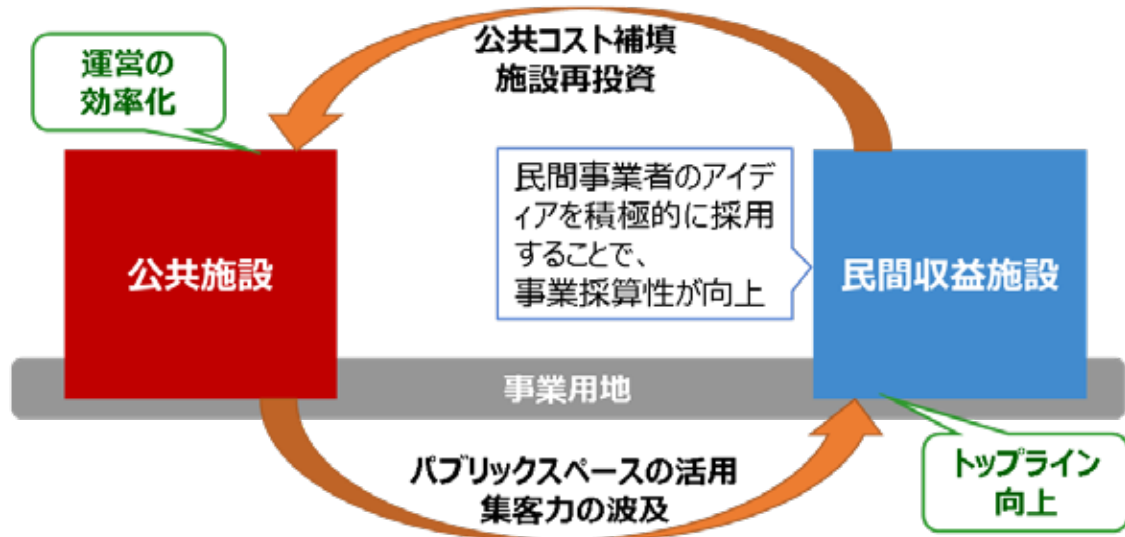 公共コスト補填
施設再投資
運営の
効率化
民間事業者のアイデ
ィアを積極的に採用
することで、
事業採算性が向上
公共施設
民間収益施設
事業用地
パブリックスペースの活用
集客力の波及
トップライン
向上